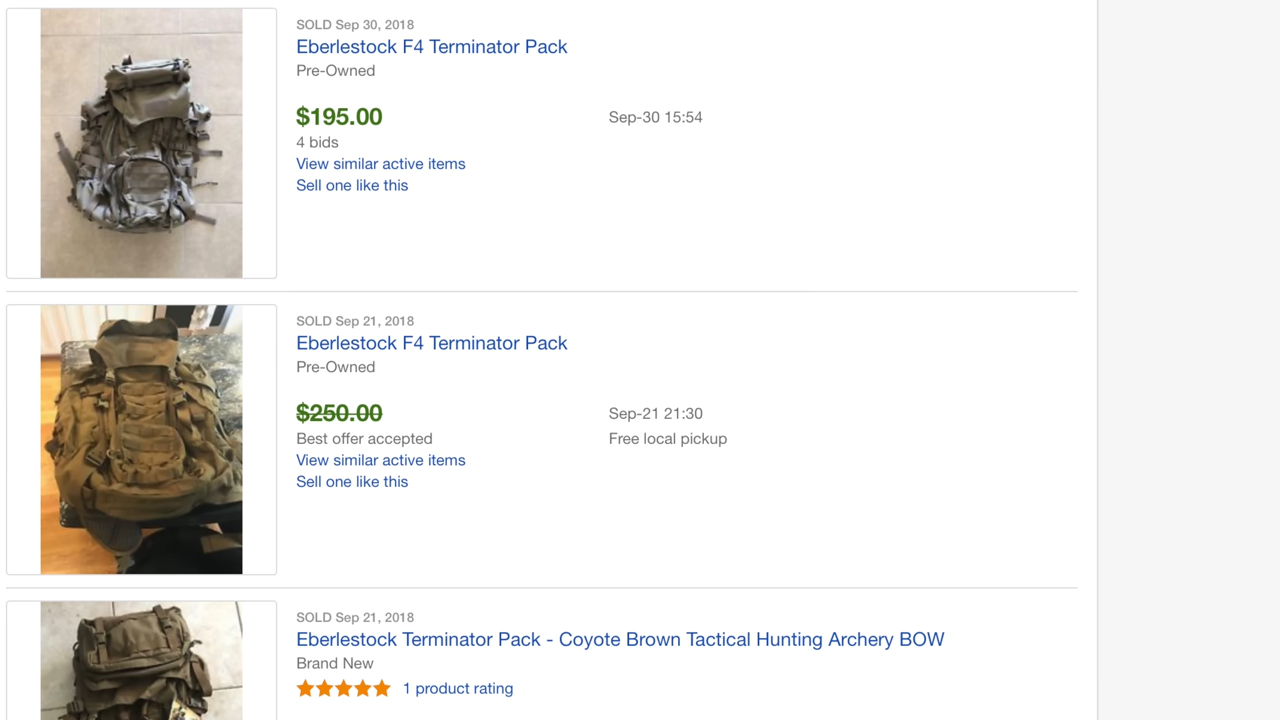 SOLD Sep 30, 2018
Eberlestock F4 Terminator Pack
Pre-Owned
$195.00
Sep-30 15:54
4 bids
View similar active items
Sell one like this
SOLD Sep 21, 2018
Eberlestock F4 Terminator Pack
Pre-Owned
$250.00
Sep-21 21:30
Best offer accepted
Free local pickup
View similar active items
Sell one like this
SOLD Sep 21, 2018
Eberlestock Terminator Pack - Coyote Brown Tactical Hunting Archery BOW
Brand New
1 product rating